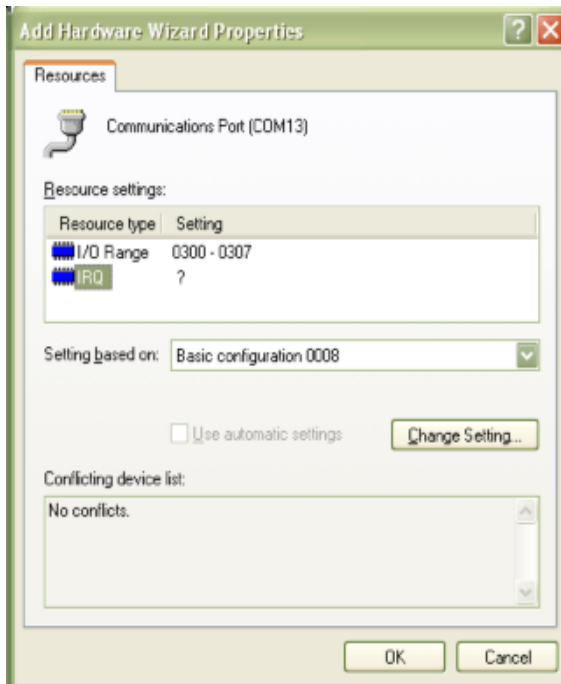 Add Hardware Wizard Properties
Resources
Communications Port (COM13)
Resource settings:
Resource type Setting
I/O Range 0300 - 0307
IRQ ?
Setting based on: Basic configuration 0008
Use automatic settings Change Setting...
Conflicting device list:
No conflicts.
OK Cancel